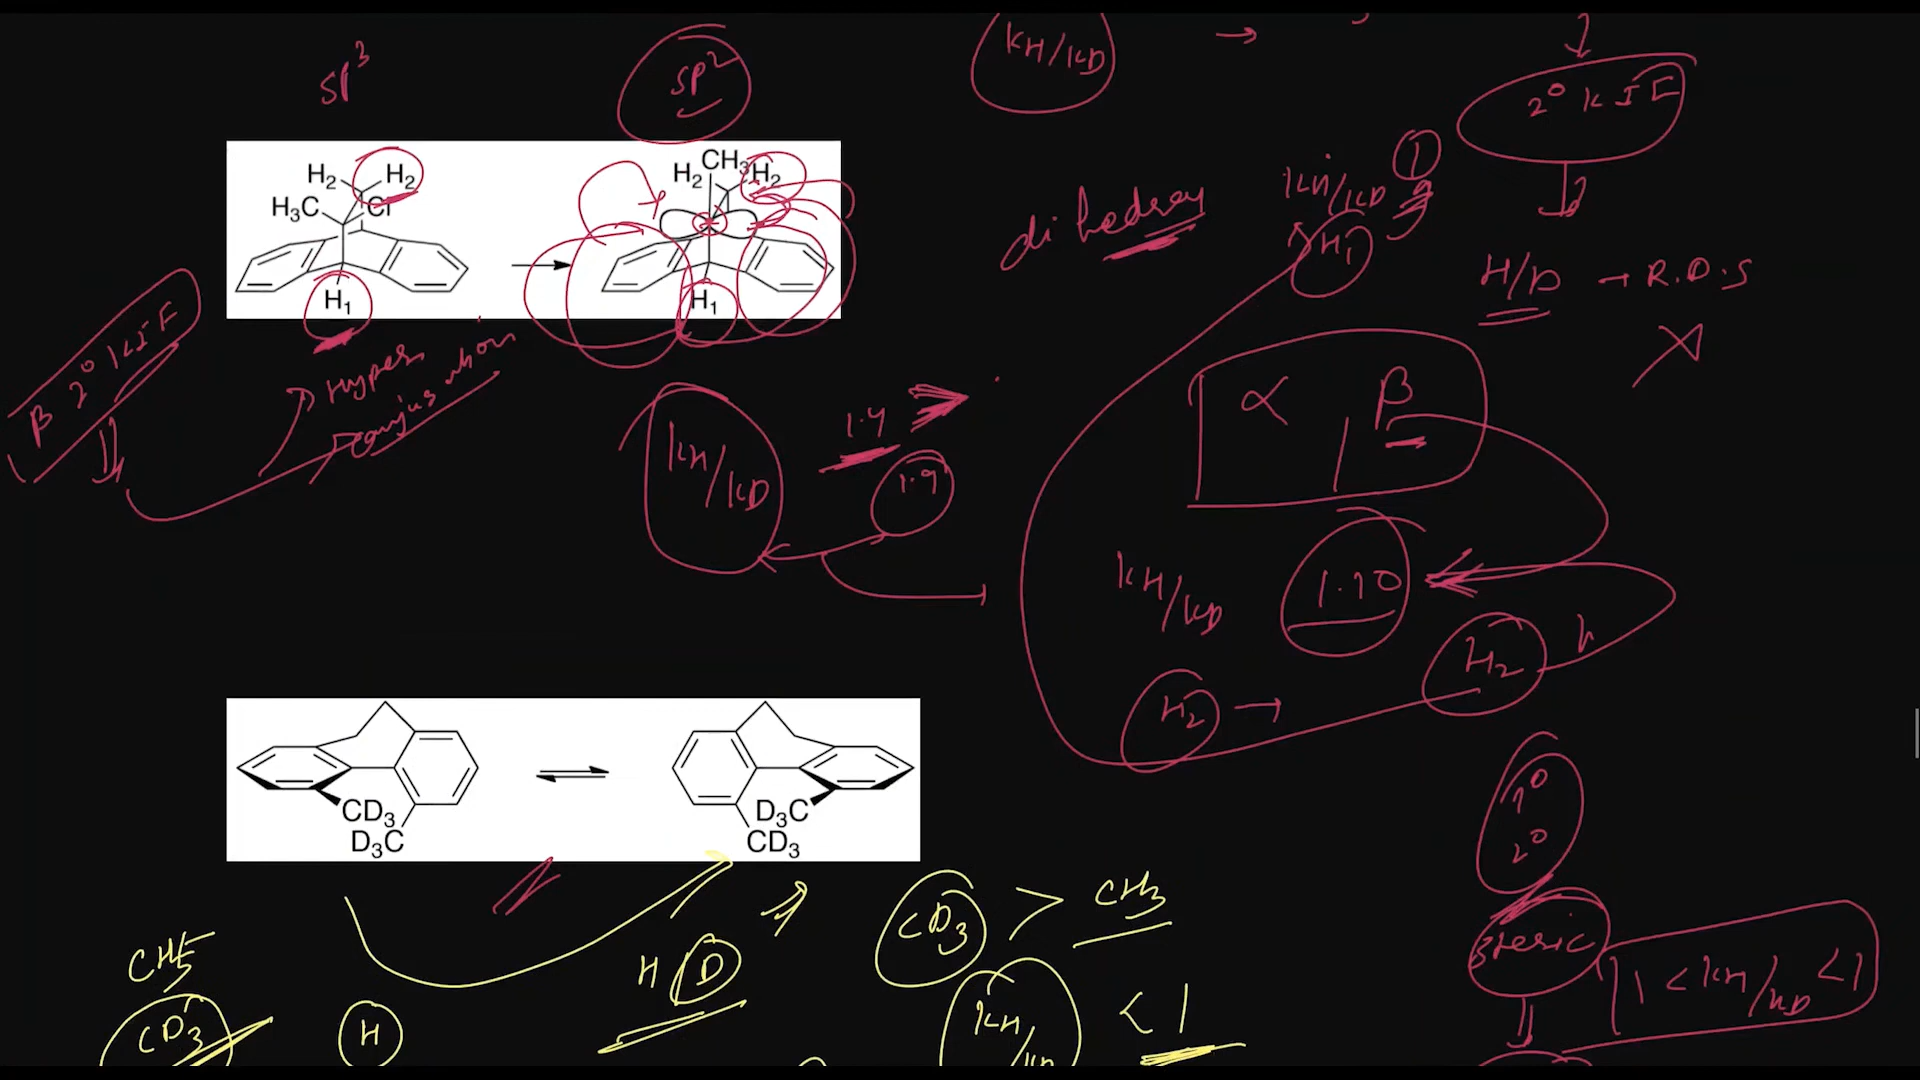 SP3
SP2
KH/KD
2° KIE
H2 H2
H3C Cl
H1
CH3
H2 H2
H1
dihedray
KH/KD 1
H1
H/D → R.D.S
β 2° KIE
Hyper
conjugation
KH/KD
1.4
1.9
α β
KH/KD 1.10
H2 →
H2
CD3
D3C
D3C
CD3
1°
2°
steric
1 < KH/KD < 1
CD3 > CH3
CH3
CD3
H
H D
KH/KD < 1